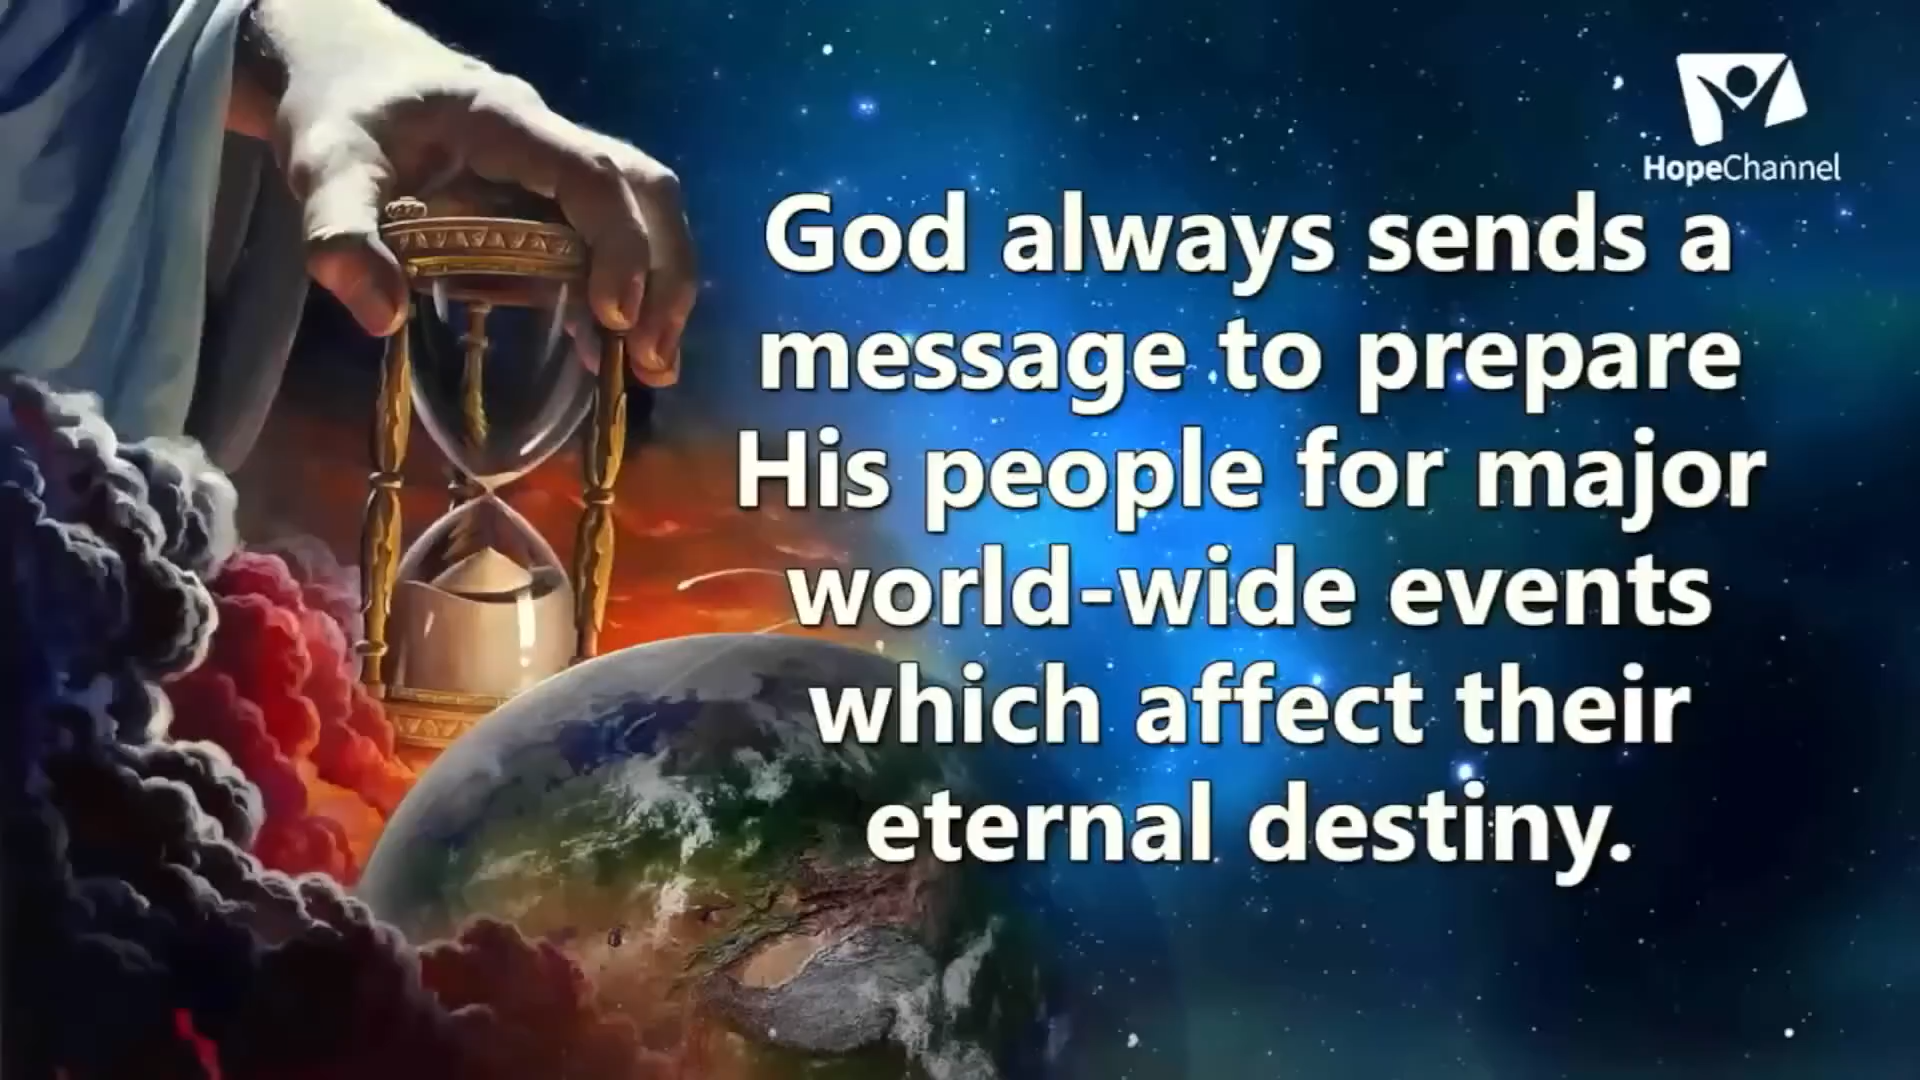 HopeChannel
God always sends a
message to prepare
His people for major
world-wide events
which affect their
eternal destiny.